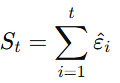 $S_t = \sum_{i=1}^{t} \hat{\varepsilon}_i$